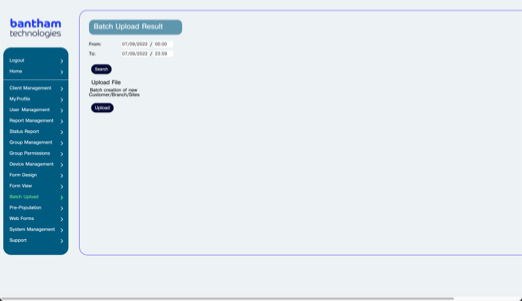 bantham
technologies
Logout
Home
Client Management
My Profile
User Management
Report Management
Status Report
Group Management
Group Permissions
Device Management
Form Design
Form View
Batch Upload
Pre-Population
Web Forms
System Management
Support
Batch Upload Result
From: 07/09/2022 / 00:00
To: 07/09/2022 / 23:59
Search
Upload File
Batch creation of new
Customer/Branch/Sites
Upload